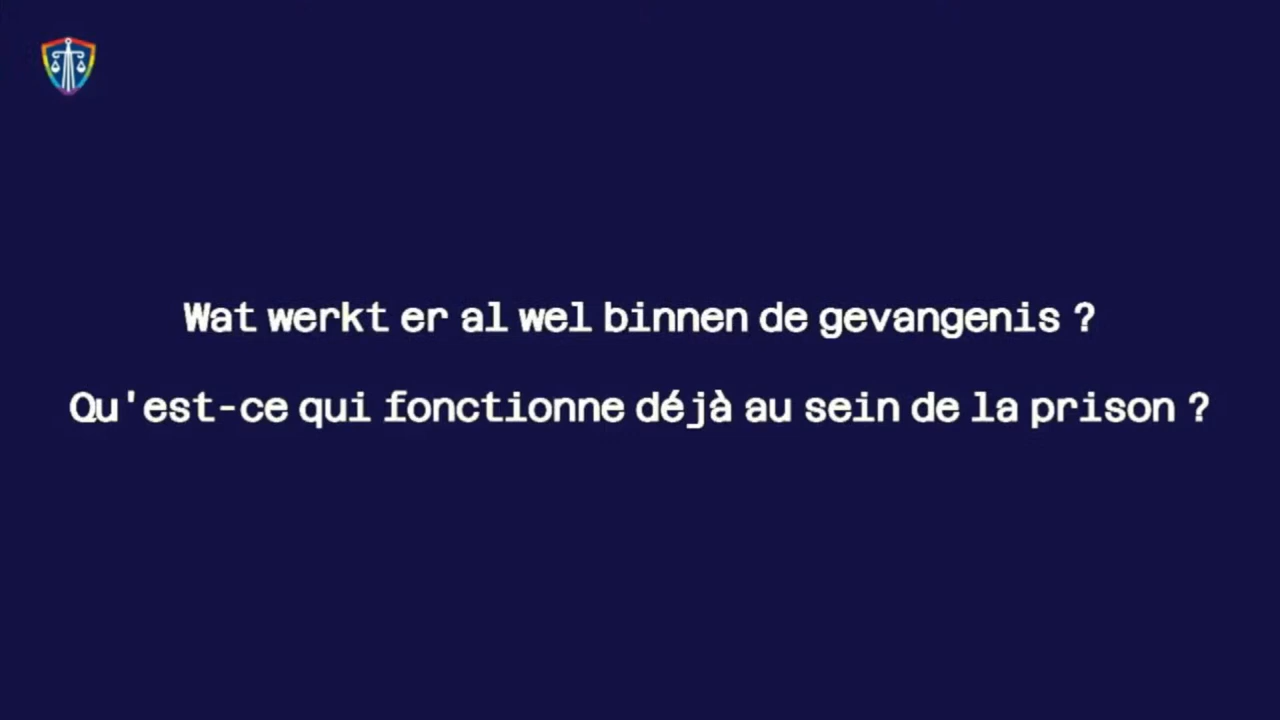 Wat werkt er al wel binnen de gevangenis ?
Qu'est-ce qui fonctionne déjà au sein de la prison ?